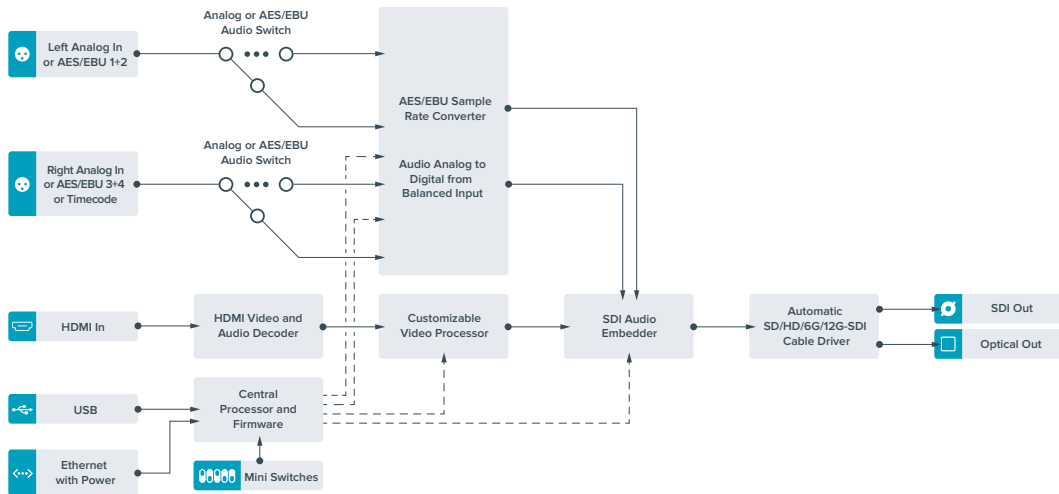 Analog or AES/EBU
Audio Switch
Left Analog In
or AES/EBU 1+2
AES/EBU Sample
Rate Converter
Analog or AES/EBU
Audio Switch
Right Analog In
or AES/EBU 3+4
or Timecode
Audio Analog to
Digital from
Balanced Input
HDMI In
HDMI Video and
Audio Decoder
Customizable
Video Processor
SDI Audio
Embedder
Automatic
SD/HD/6G/12G-SDI
Cable Driver
SDI Out
Optical Out
USB
Central
Processor and
Firmware
Ethernet
with Power
Mini Switches